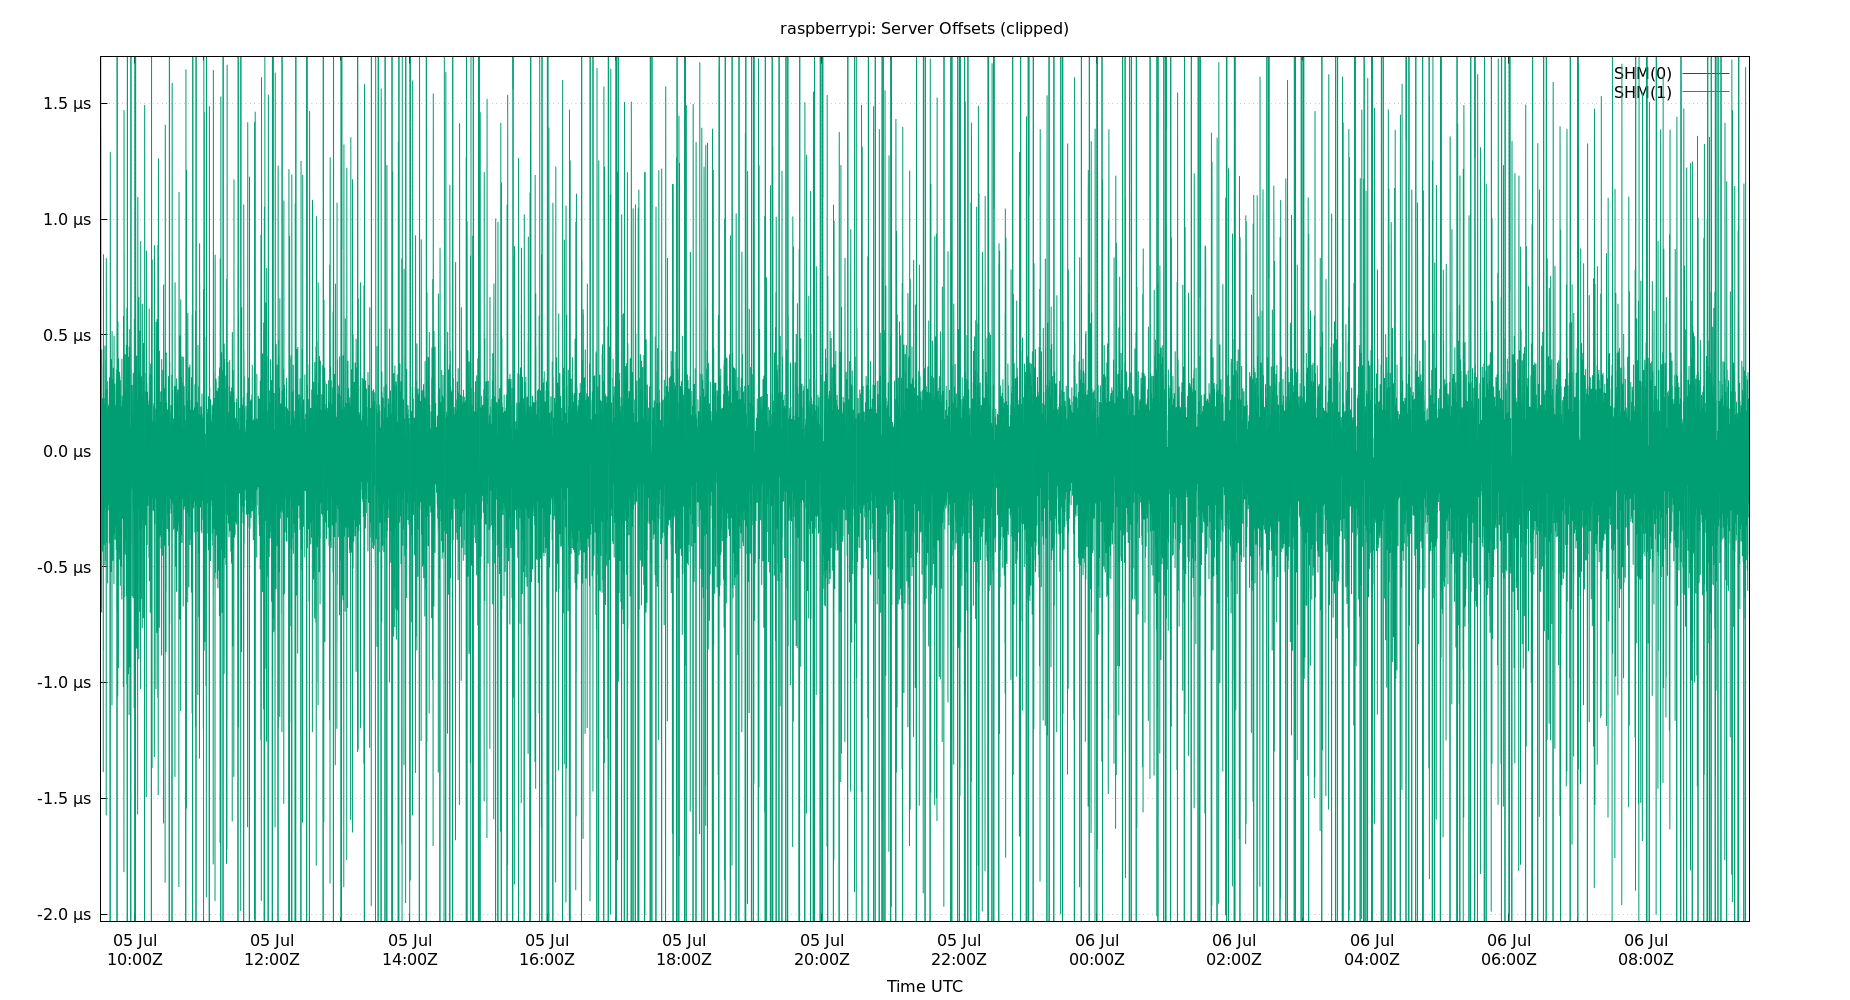 raspberrypi: Server Offsets (clipped)
SHM(0)
SHM(1)
1.5 µs
1.0 µs
0.5 µs
0.0 µs
-0.5 µs
-1.0 µs
-1.5 µs
-2.0 µs
05 Jul 05 Jul 05 Jul 05 Jul 05 Jul 05 Jul 05 Jul 06 Jul 06 Jul 06 Jul 06 Jul 06 Jul
10:00Z 12:00Z 14:00Z 16:00Z 18:00Z 20:00Z 22:00Z 00:00Z 02:00Z 04:00Z 06:00Z 08:00Z
Time UTC